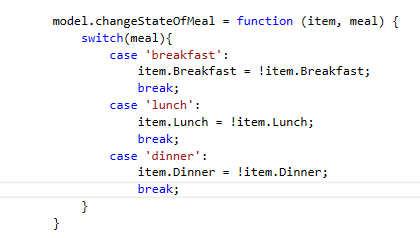 model.changeStateOfMeal = function (item, meal) {
    switch(meal){
        case 'breakfast':
            item.Breakfast = !item.Breakfast;
            break;
        case 'lunch':
            item.Lunch = !item.Lunch;
            break;
        case 'dinner':
            item.Dinner = !item.Dinner;
            break;
    }
}